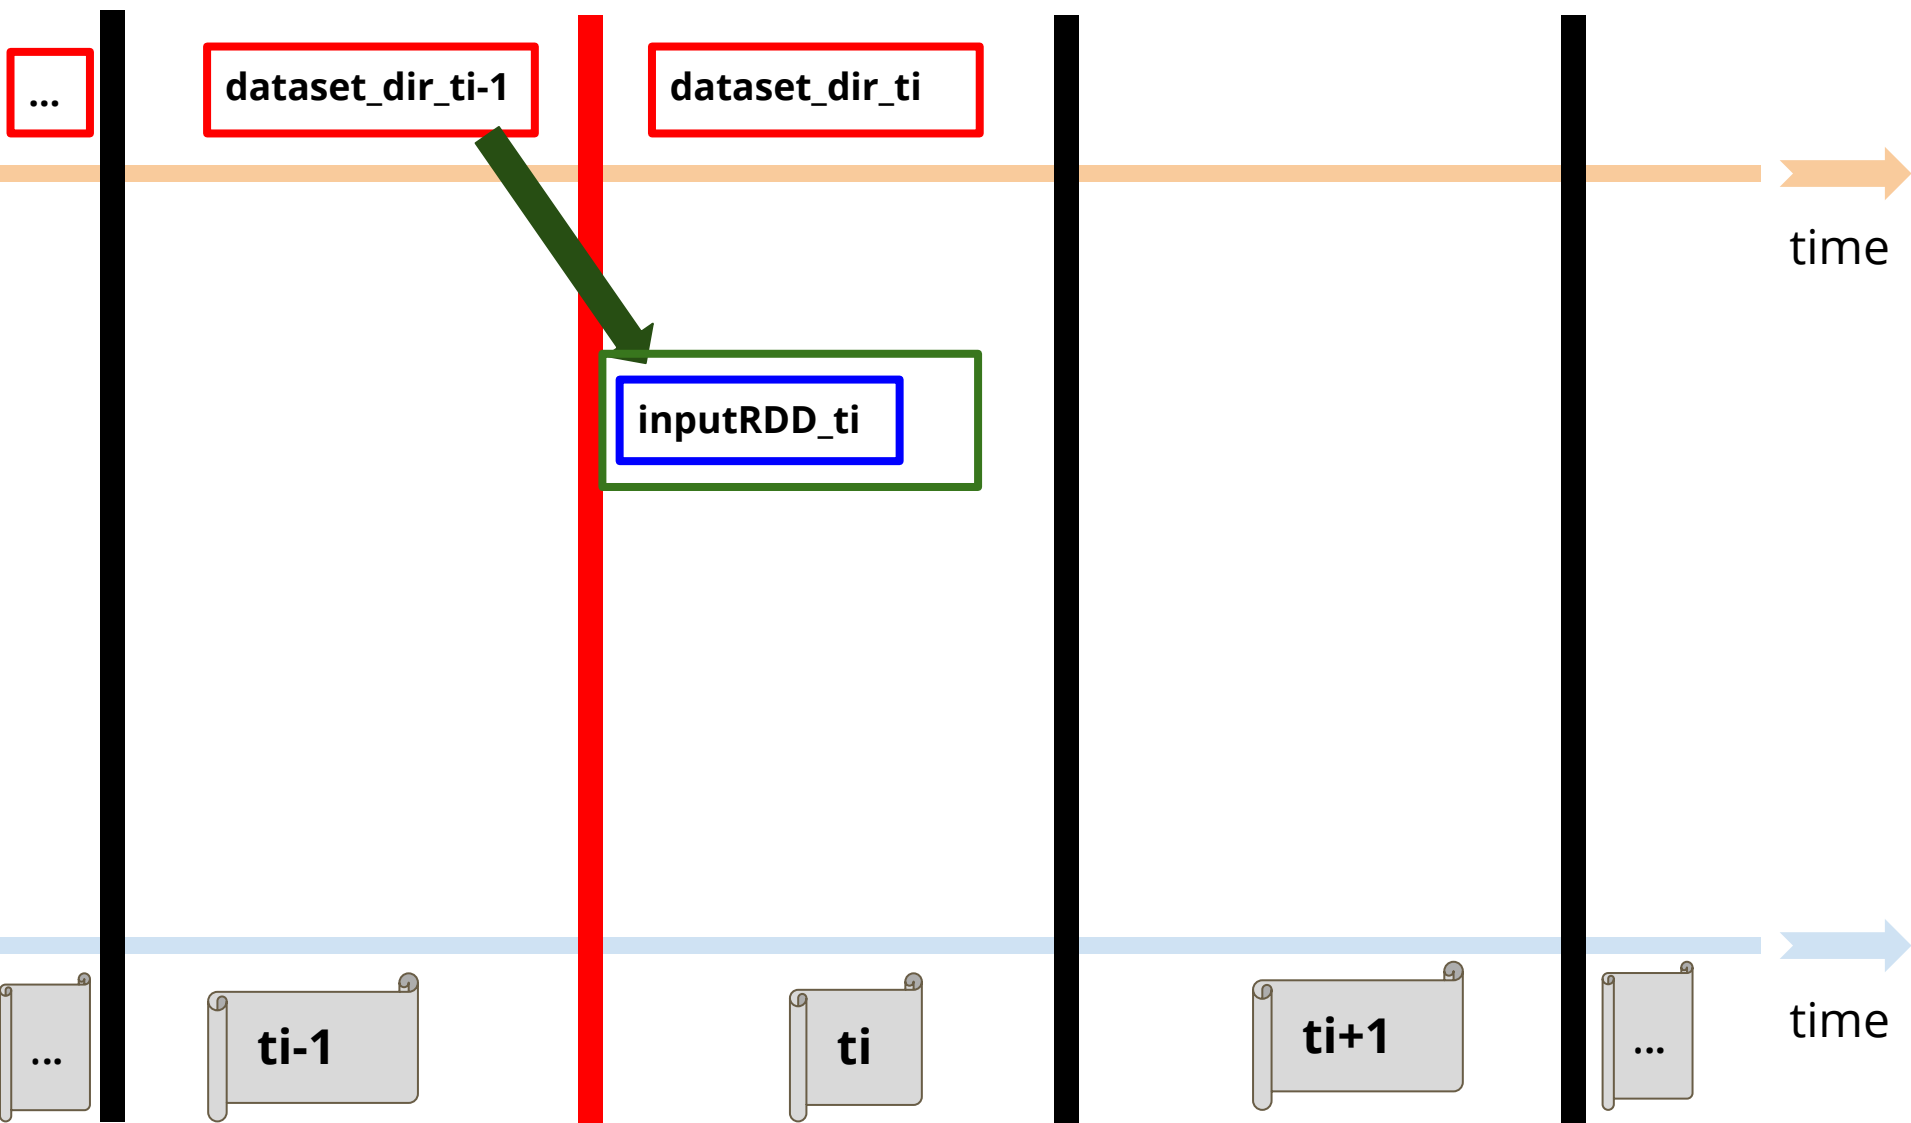 ...
dataset_dir_ti-1
dataset_dir_ti
time
inputRDD_ti
...
ti-1
ti
ti+1
...
time